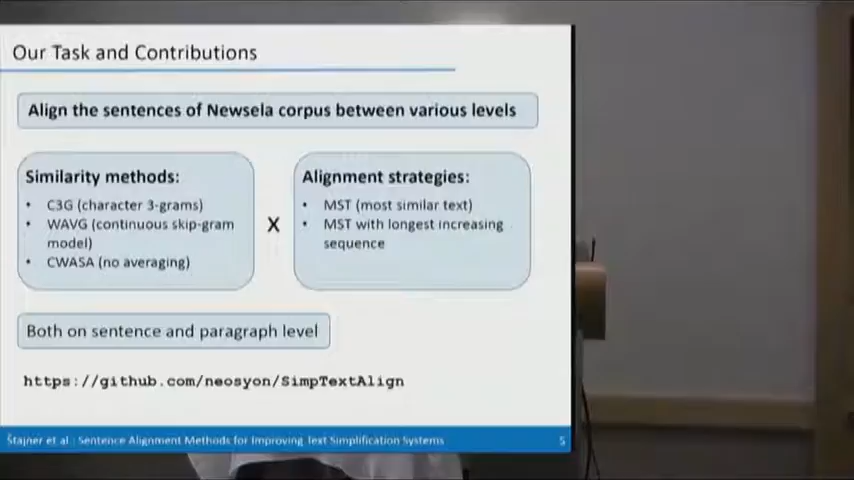 Our Task and Contributions
Align the sentences of Newsela corpus between various levels
Similarity methods:
• C3G (character 3-grams)
• WAVG (continuous skip-gram
model)
• CWASA (no averaging)
X
Alignment strategies:
• MST (most similar text)
• MST with longest increasing
sequence
Both on sentence and paragraph level
https://github.com/neosyon/SimpTextAlign
Štajner et al.: Sentence Alignment Methods for Improving Text Simplification Systems
5